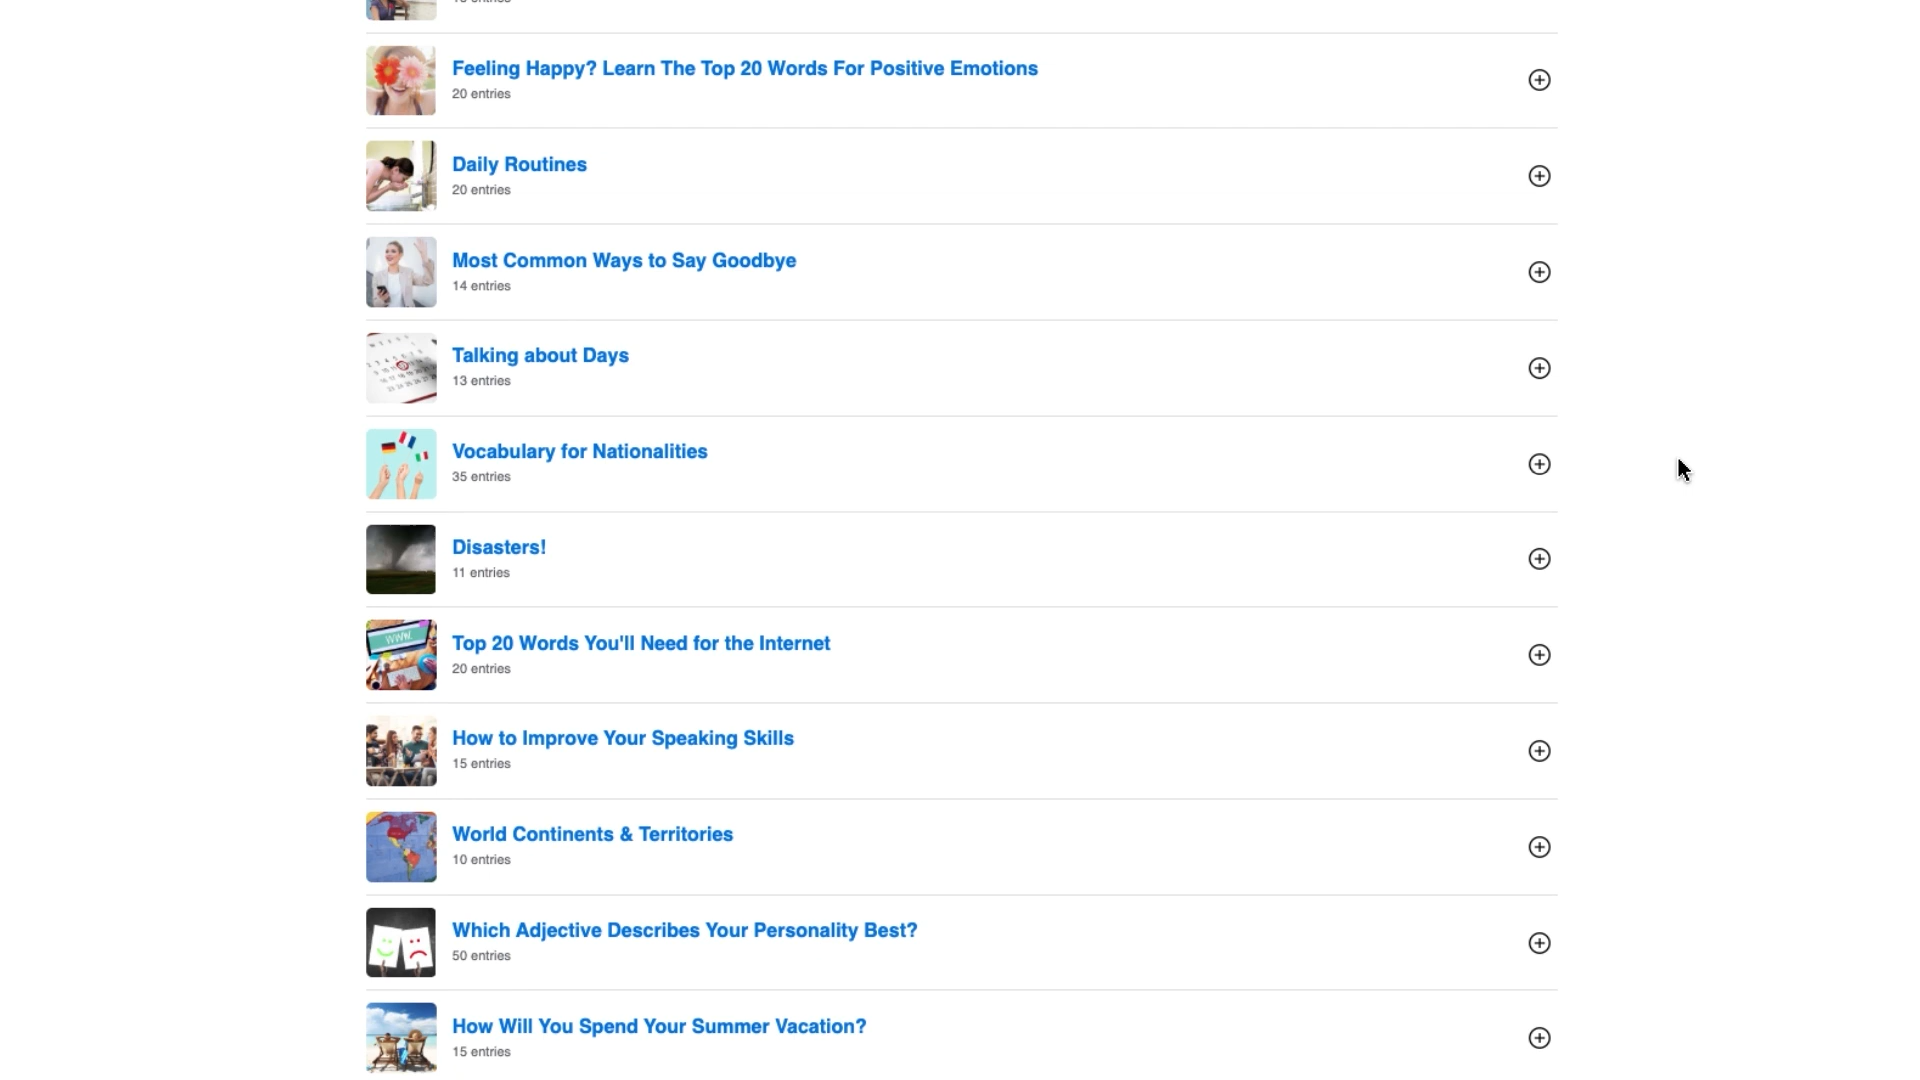 Feeling Happy? Learn The Top 20 Words For Positive Emotions
20 entries
Daily Routines
20 entries
Most Common Ways to Say Goodbye
14 entries
Talking about Days
13 entries
Vocabulary for Nationalities
35 entries
Disasters!
11 entries
WWW.
Top 20 Words You'll Need for the Internet
20 entries
How to Improve Your Speaking Skills
15 entries
World Continents & Territories
10 entries
Which Adjective Describes Your Personality Best?
50 entries
How Will You Spend Your Summer Vacation?
15 entries